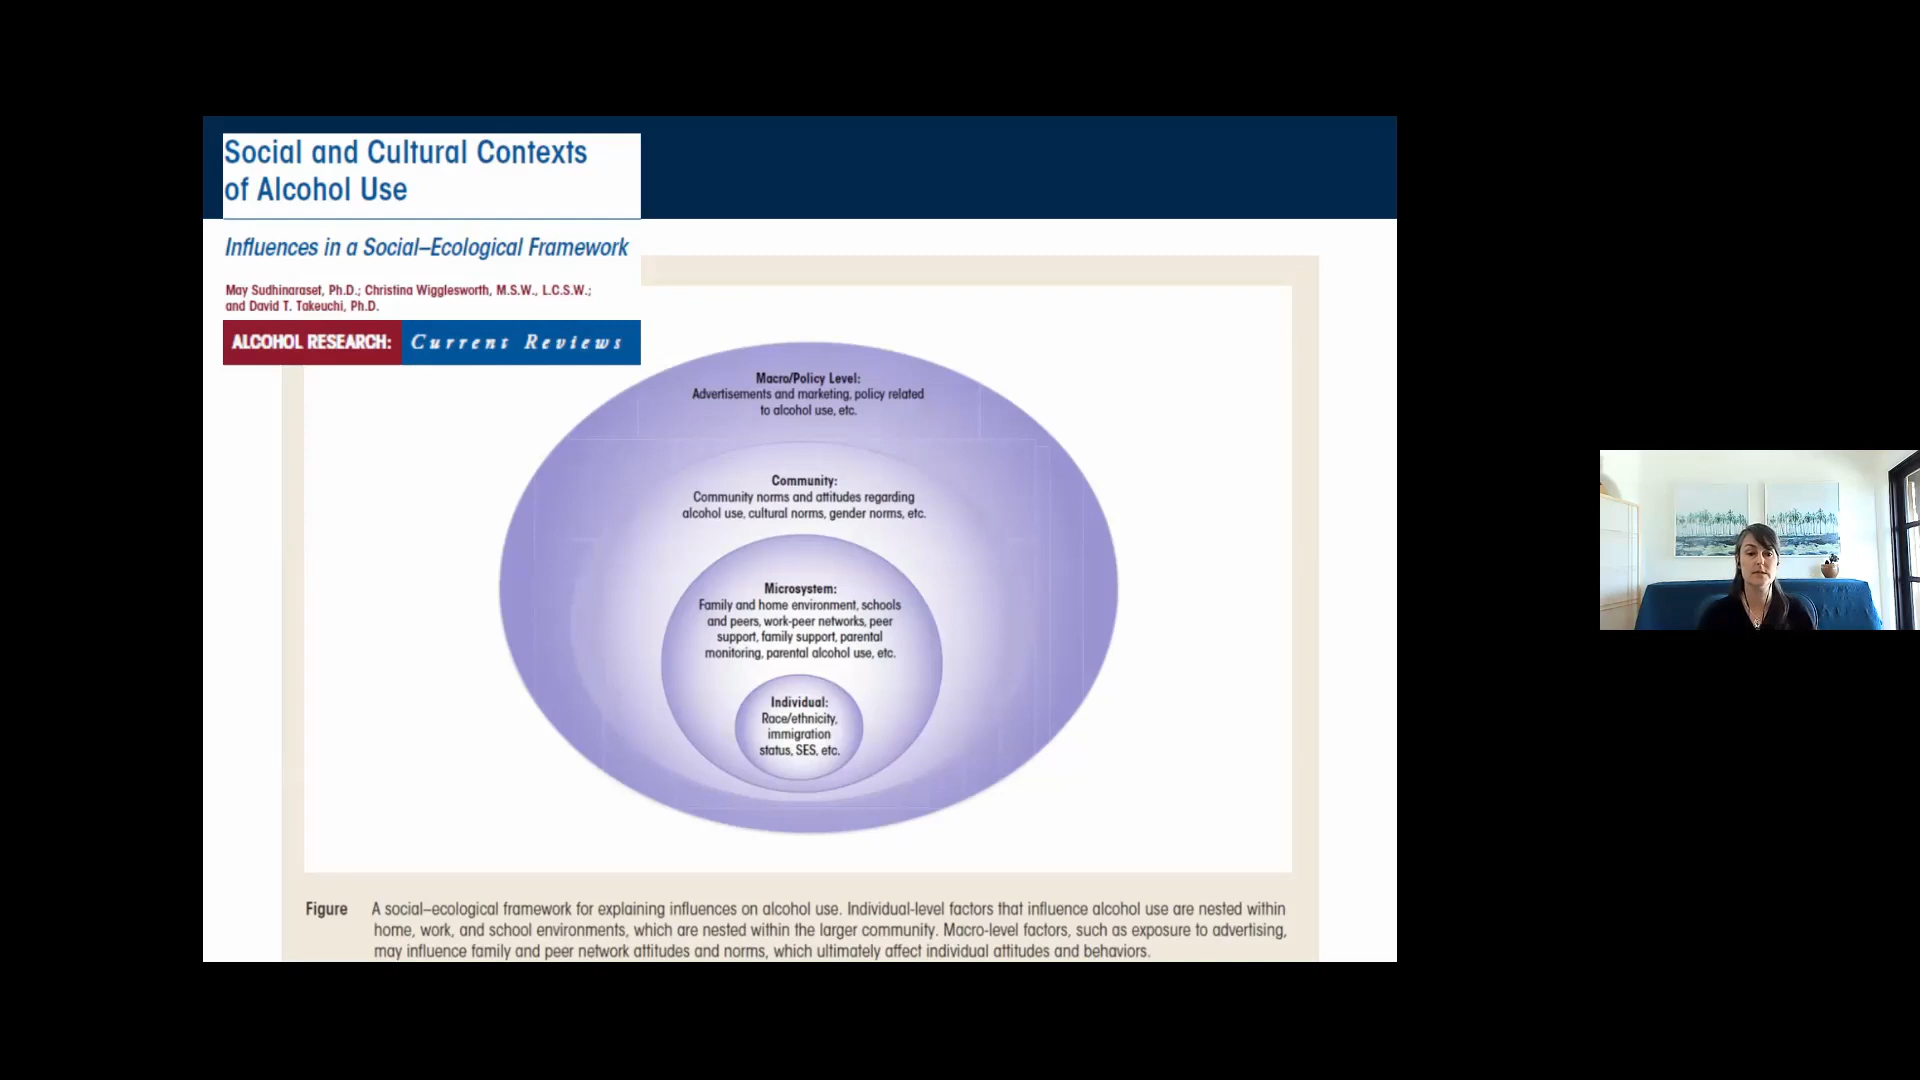 Social and Cultural Contexts
of Alcohol Use
Influences in a Social–Ecological Framework
May Sudhinaraset, Ph.D.; Christina Wigglesworth, M.S.W., L.C.S.W.;
and David T. Takeuchi, Ph.D.
ALCOHOL RESEARCH: Current Reviews
Macro/Policy Level:
Advertisements and marketing, policy related
to alcohol use, etc.
Community:
Community norms and attitudes regarding
alcohol use, cultural norms, gender norms, etc.
Microsystem:
Family and home environment, schools
and peers, work-peer networks, peer
support, family support, parental
monitoring, parental alcohol use, etc.
Individual:
Race/ethnicity,
immigration
status, SES, etc.
Figure A social–ecological framework for explaining influences on alcohol use. Individual-level factors that influence alcohol use are nested within
home, work, and school environments, which are nested within the larger community. Macro-level factors, such as exposure to advertising,
may influence family and peer network attitudes and norms, which ultimately affect individual attitudes and behaviors.